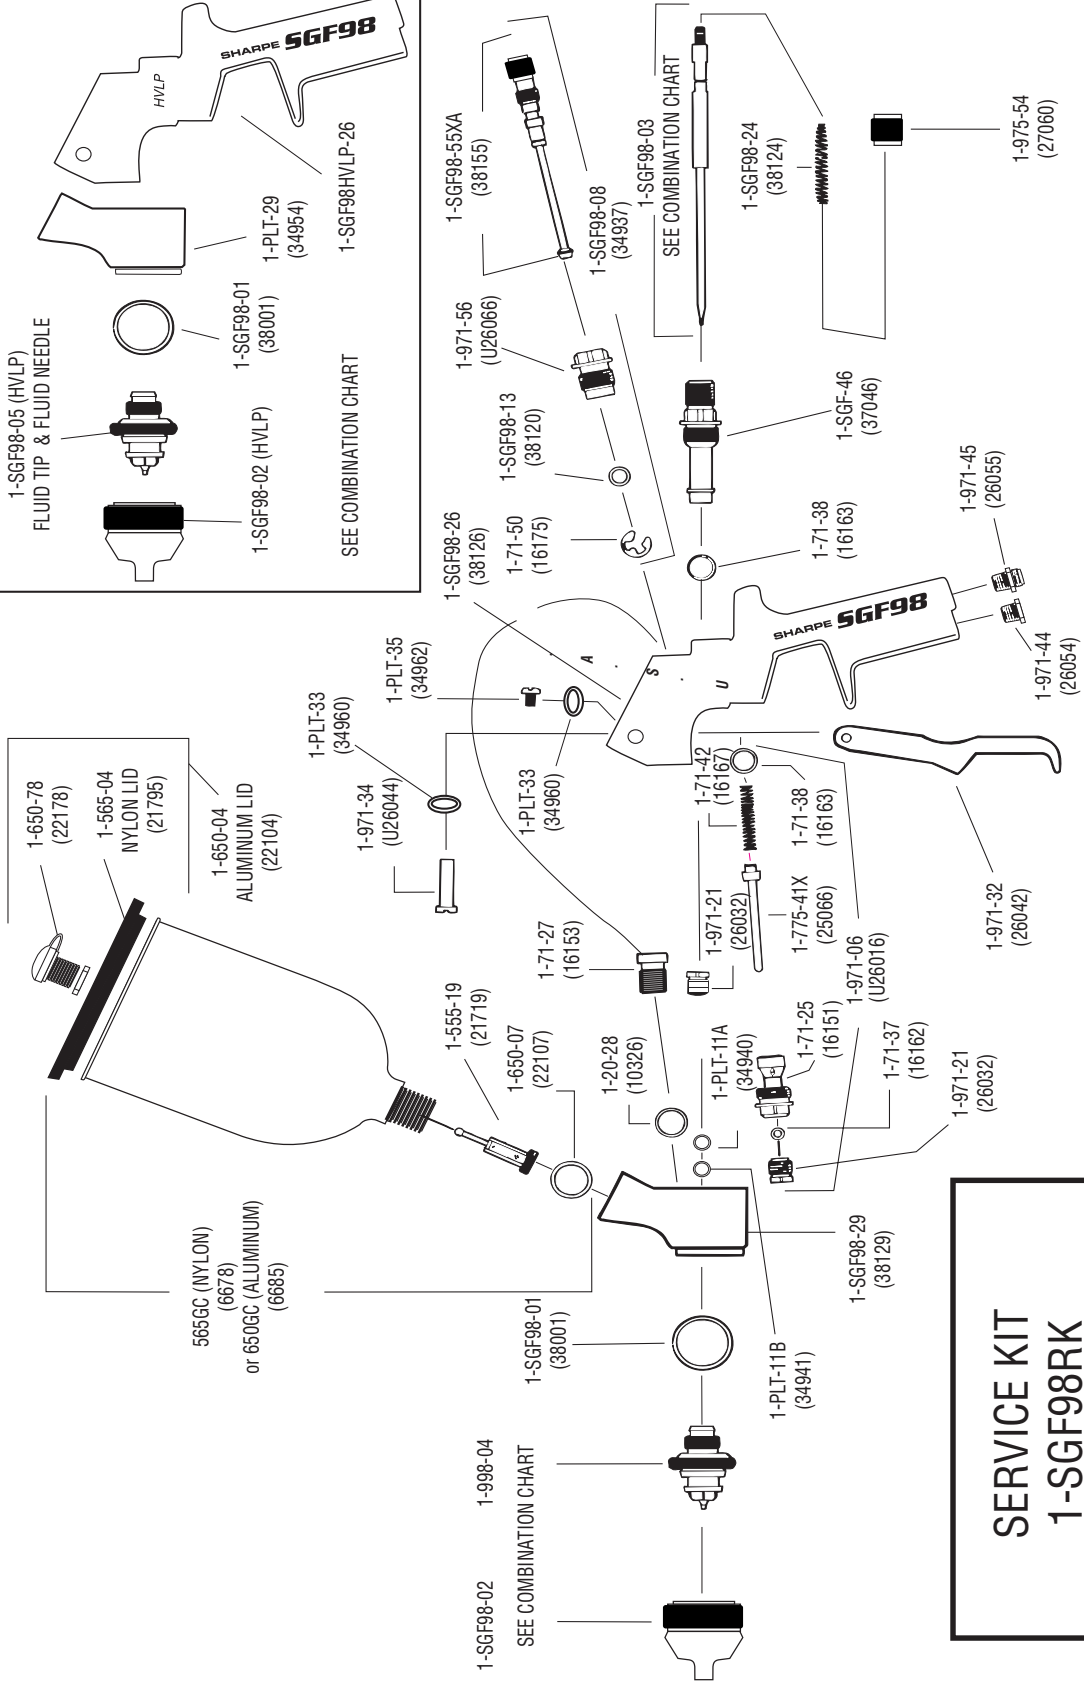 1-SGF98-05 (HVLP)
FLUID TIP & FLUID NEEDLE
1-SGF98-02 (HVLP)
SEE COMBINATION CHART
1-SGF98-01
(38001)
1-PLT-29
(34954)
1-SGF98HVLP-26
HVLP
SHARPE SGF98
1-SGF98-55XA
(38155)
1-SGF98-08
(34937)
1-971-56
(U26066)
1-SGF98-13
(38120)
1-71-50
(16175)
1-SGF98-26
(38126)
1-SGF98-03
SEE COMBINATION CHART
1-SGF98-24
(38124)
1-975-54
(27060)
1-SGF-46
(37046)
1-71-38
(16163)
1-971-45
(26055)
1-971-44
(26054)
SHARPE SGF98
U S A
1-PLT-35
(34962)
1-PLT-33
(34960)
1-PLT-33
(34960)
1-971-34
(U26044)
1-650-78
(22178)
1-565-04
NYLON LID
(21795)
1-650-04
ALUMINUM LID
(22104)
1-71-42
(16167)
1-71-38
(16163)
1-971-21
(26032)
1-775-41X
(25066)
1-971-06
(U26016)
1-971-32
(26042)
1-71-27
(16153)
1-555-19
(21719)
1-650-07
(22107)
1-20-28
(10326)
1-PLT-11A
(34940)
1-71-25
(16151)
1-71-37
(16162)
1-971-21
(26032)
565GC (NYLON)
(6678)
or 650GC (ALUMINUM)
(6685)
1-SGF98-01
(38001)
1-PLT-11B
(34941)
1-SGF98-29
(38129)
1-998-04
1-SGF98-02
SEE COMBINATION CHART
SERVICE KIT
1-SGF98RK